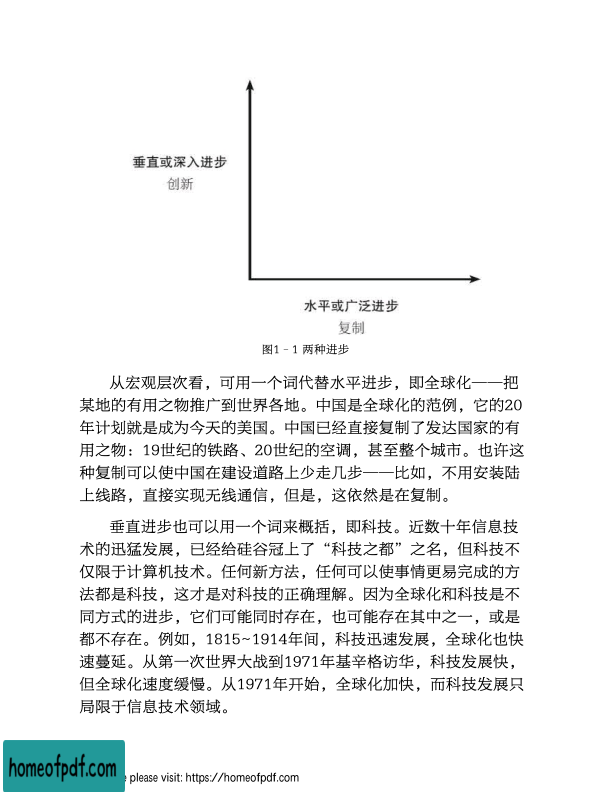 垂直或深入进步
创新
水平或广泛进步
复制
图1-1 两种进步
从宏观层次看，可用一个词代替水平进步，即全球化——把
某地的有用之物推广到世界各地。中国是全球化的范例，它的20
年计划就是成为今天的美国。中国已经直接复制了发达国家的有
用之物：19世纪的铁路、20世纪的空调，甚至整个城市。也许这
种复制可以使中国在建设道路上少走几步——比如，不用安装陆
上线路，直接实现无线通信，但是，这依然是在复制。
垂直进步也可以用一个词来概括，即科技。近数十年信息技
术的迅猛发展，已经给硅谷冠上了“科技之都”之名，但科技不
仅限于计算机技术。任何新方法，任何可以使事情更易完成的方
法都是科技，这才是对科技的正确理解。因为全球化和科技是不
同方式的进步，它们可能同时存在，也可能存在其中之一，或是
都不存在。例如，1815~1914年间，科技迅速发展，全球化也快
速蔓延。从第一次世界大战到1971年基辛格访华，科技发展快，
但全球化速度缓慢。从1971年开始，全球化加快，而科技发展只
局限于信息技术领域。
homeofpdf.com
please visit: https://homeofpdf.com